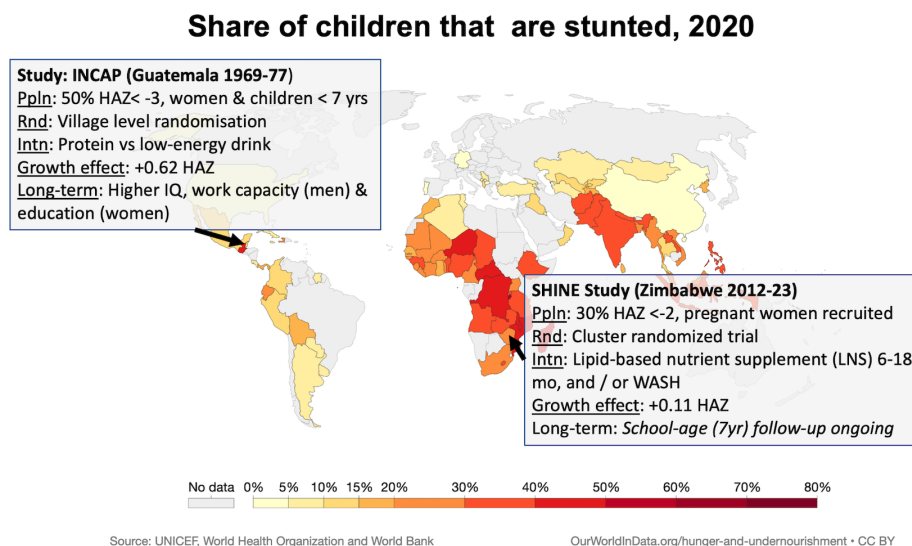 Share of children that are stunted, 2020
Study: INCAP (Guatemala 1969-77)
Ppln: 50% HAZ< -3, women & children < 7 yrs
Rnd: Village level randomisation
Intn: Protein vs low-energy drink
Growth effect: +0.62 HAZ
Long-term: Higher IQ, work capacity (men) &
education (women)
SHINE Study (Zimbabwe 2012-23)
Ppln: 30% HAZ <-2, pregnant women recruited
Rnd: Cluster randomized trial
Intn: Lipid-based nutrient supplement (LNS) 6-18
mo, and / or WASH
Growth effect: +0.11 HAZ
Long-term: School-age (7yr) follow-up ongoing
No data 0% 5% 10% 15% 20% 30% 40% 50% 60% 70% 80%
Source: UNICEF, World Health Organization and World Bank
OurWorldInData.org/hunger-and-undernourishment • CC BY